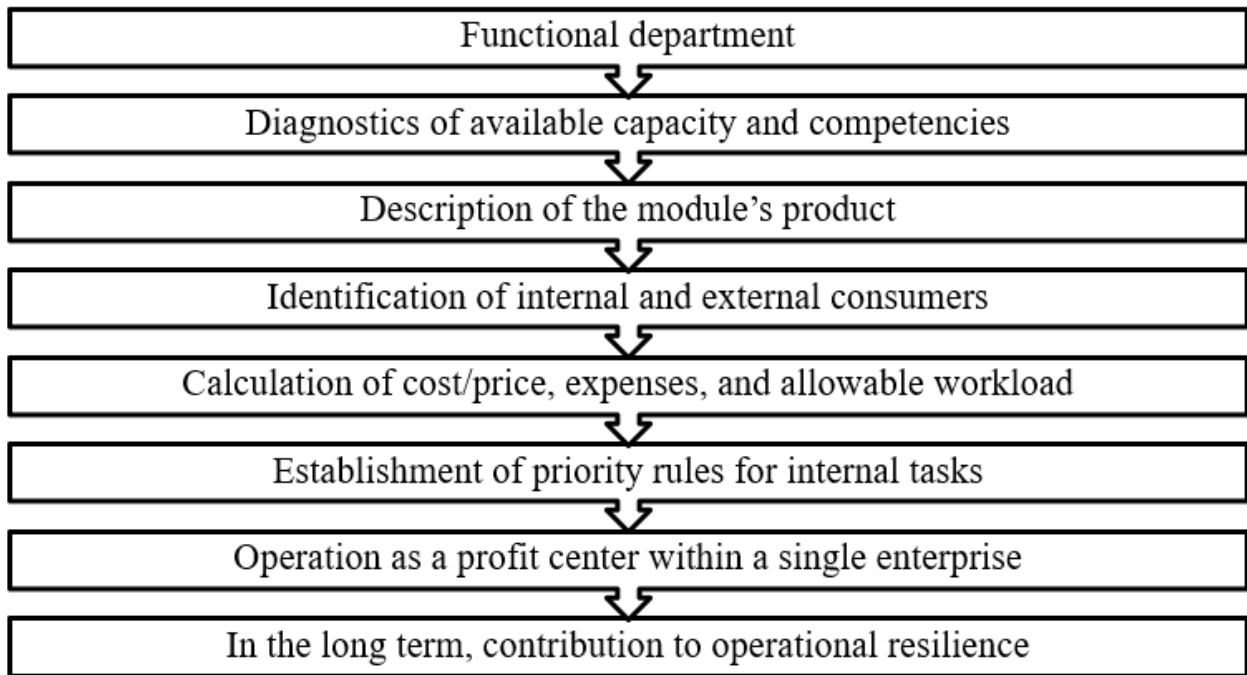 Functional department
Diagnostics of available capacity and competencies
Description of the module’s product
Identification of internal and external consumers
Calculation of cost/price, expenses, and allowable workload
Establishment of priority rules for internal tasks
Operation as a profit center within a single enterprise
In the long term, contribution to operational resilience